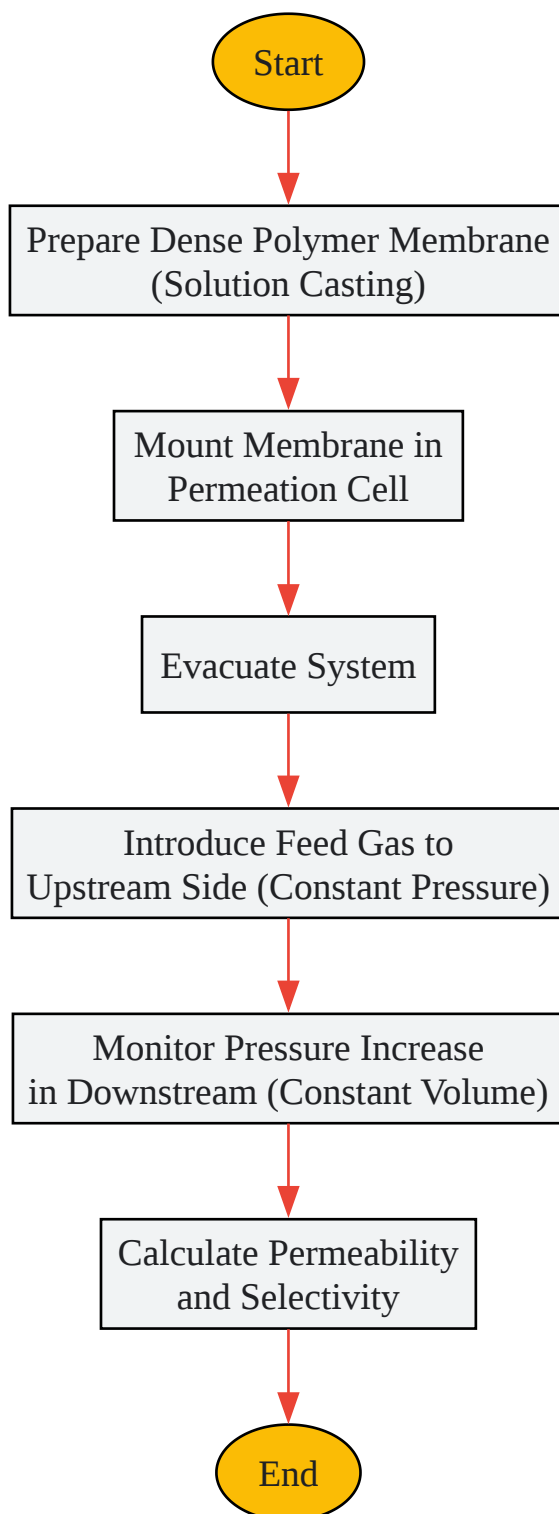 Start
Prepare Dense Polymer Membrane
(Solution Casting)
Mount Membrane in
Permeation Cell
Evacuate System
Introduce Feed Gas to
Upstream Side (Constant Pressure)
Monitor Pressure Increase
in Downstream (Constant Volume)
Calculate Permeability
and Selectivity
End